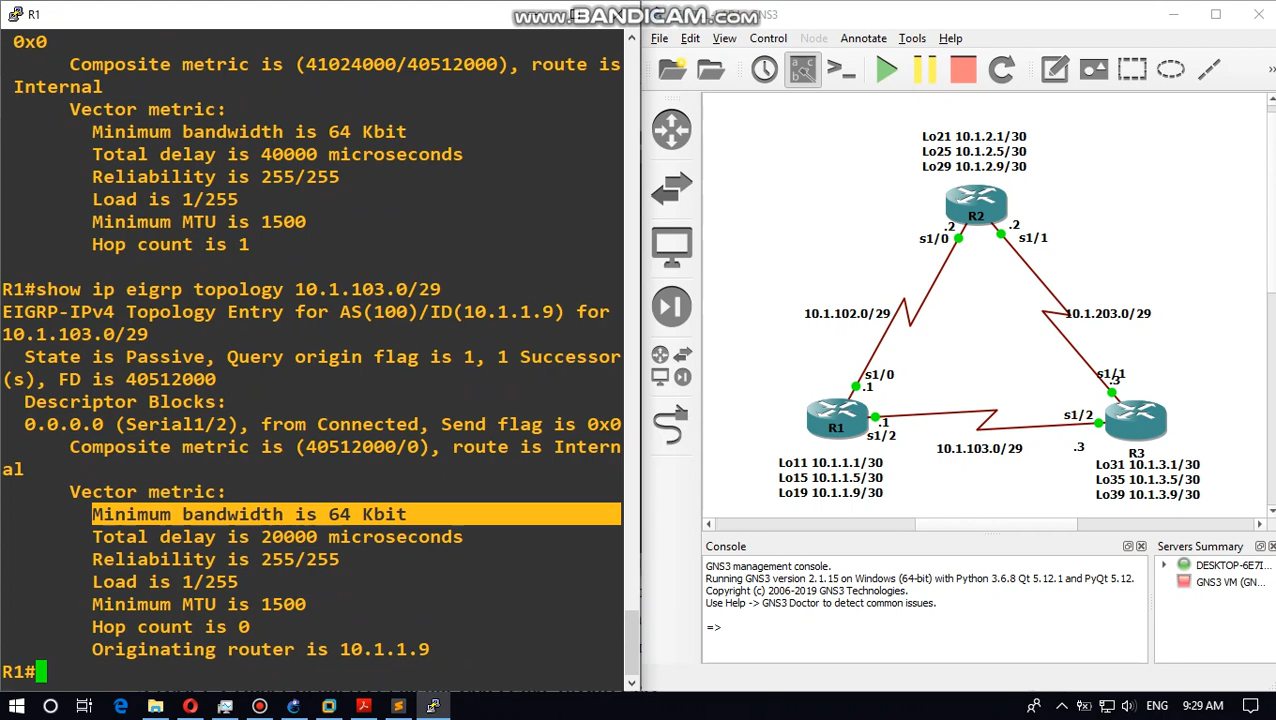 R1
www.BANDICAM.com
GNS3
0x0
Composite metric is (41024000/40512000), route is
Internal
Vector metric:
Minimum bandwidth is 64 Kbit
Total delay is 40000 microseconds
Reliability is 255/255
Load is 1/255
Minimum MTU is 1500
Hop count is 1
R1#show ip eigrp topology 10.1.103.0/29
EIGRP-IPv4 Topology Entry for AS(100)/ID(10.1.1.9) for
10.1.103.0/29
State is Passive, Query origin flag is 1, 1 Successor
(s), FD is 40512000
Descriptor Blocks:
0.0.0.0 (Serial1/2), from Connected, Send flag is 0x0
Composite metric is (40512000/0), route is Intern
al
Vector metric:
Minimum bandwidth is 64 Kbit
Total delay is 20000 microseconds
Reliability is 255/255
Load is 1/255
Minimum MTU is 1500
Hop count is 0
Originating router is 10.1.1.9
R1#
File Edit View Control Node Annotate Tools Help
Lo21 10.1.2.1/30
Lo25 10.1.2.5/30
Lo29 10.1.2.9/30
R2
.2
.2
s1/0
s1/1
10.1.102.0/29
10.1.203.0/29
s1/0
.1
s1/1
.3
R1
.1
s1/2
s1/2
10.1.103.0/29
.3
R3
Lo11 10.1.1.1/30
Lo15 10.1.1.5/30
Lo19 10.1.1.9/30
Lo31 10.1.3.1/30
Lo35 10.1.3.5/30
Lo39 10.1.3.9/30
Console
GNS3 management console.
Running GNS3 version 2.1.15 on Windows (64-bit) with Python 3.6.8 Qt 5.12.1 and PyQt 5.12.
Copyright (c) 2006-2019 GNS3 Technologies.
Use Help -> GNS3 Doctor to detect common issues.
=>
Servers Summary
DESKTOP-6E7I...
GNS3 VM (GN...
ENG
9:29 AM